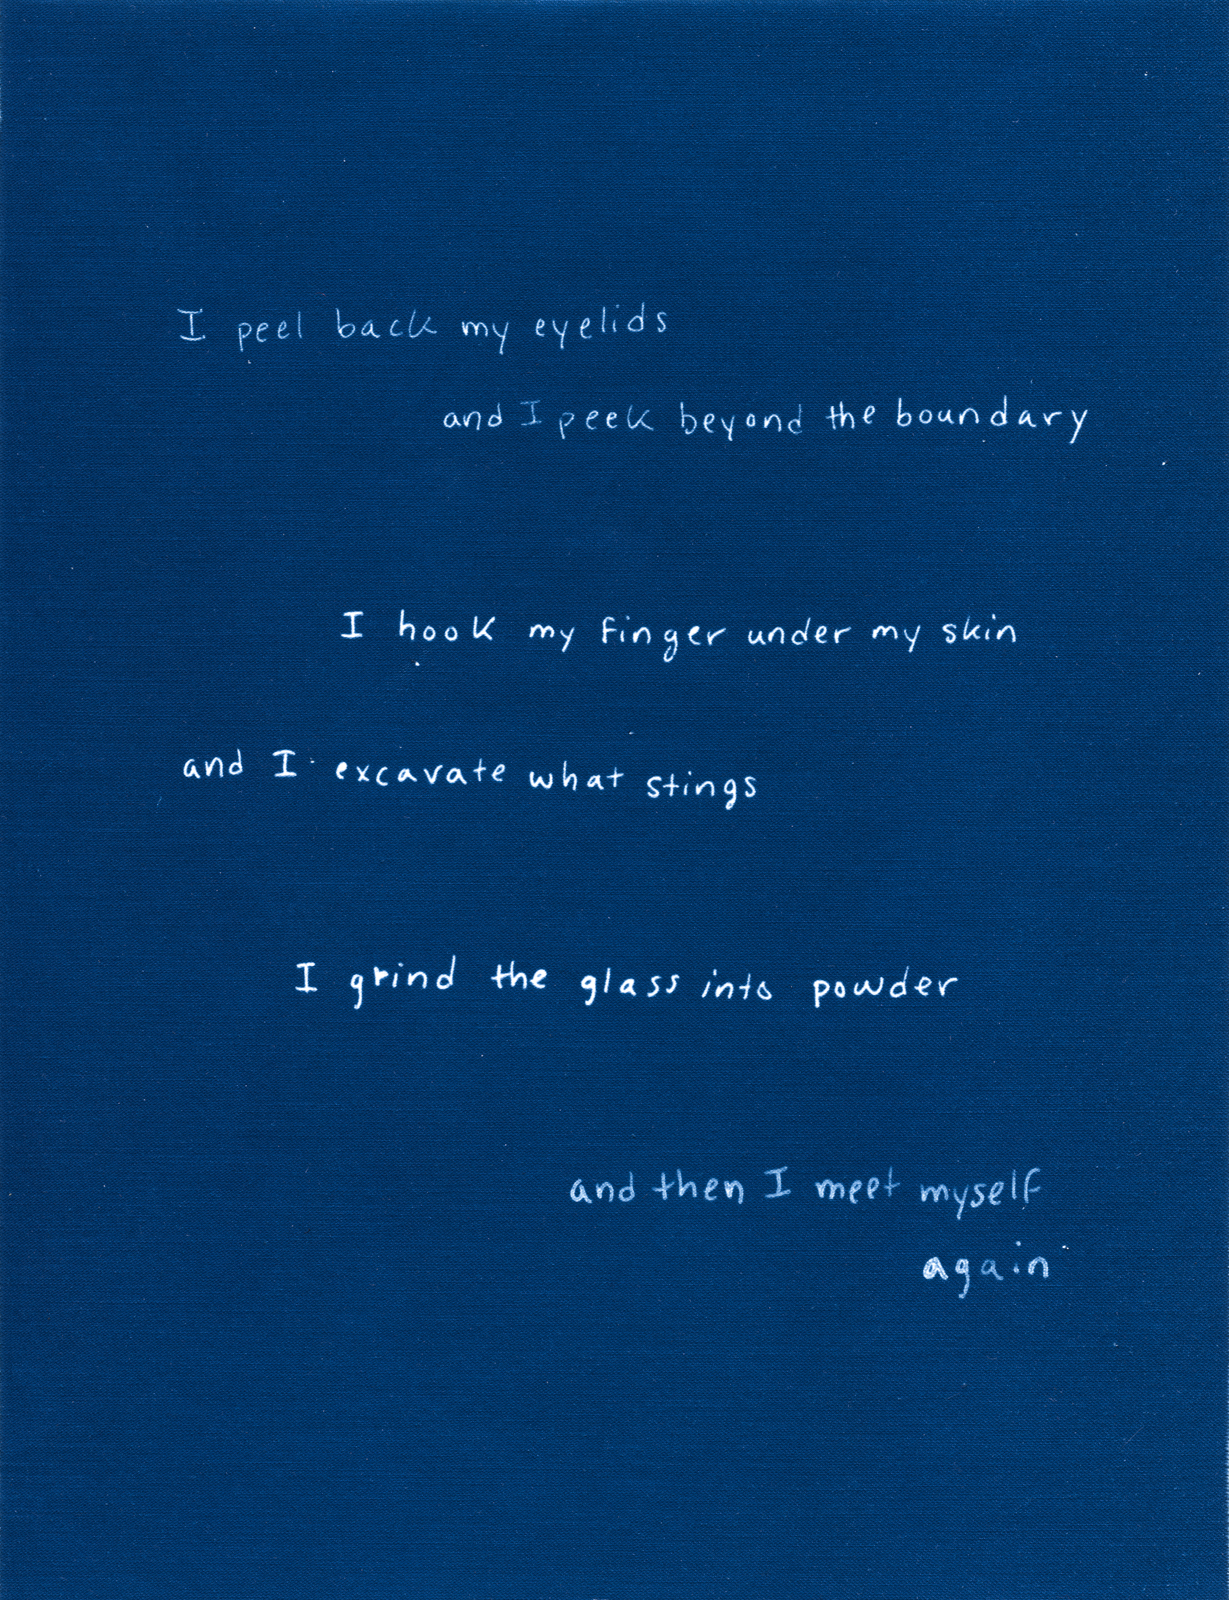 I peel back my eyelids
and I peek beyond the boundary
I hook my finger under my skin
and I excavate what stings
I grind the glass into powder
and then I meet myself
again